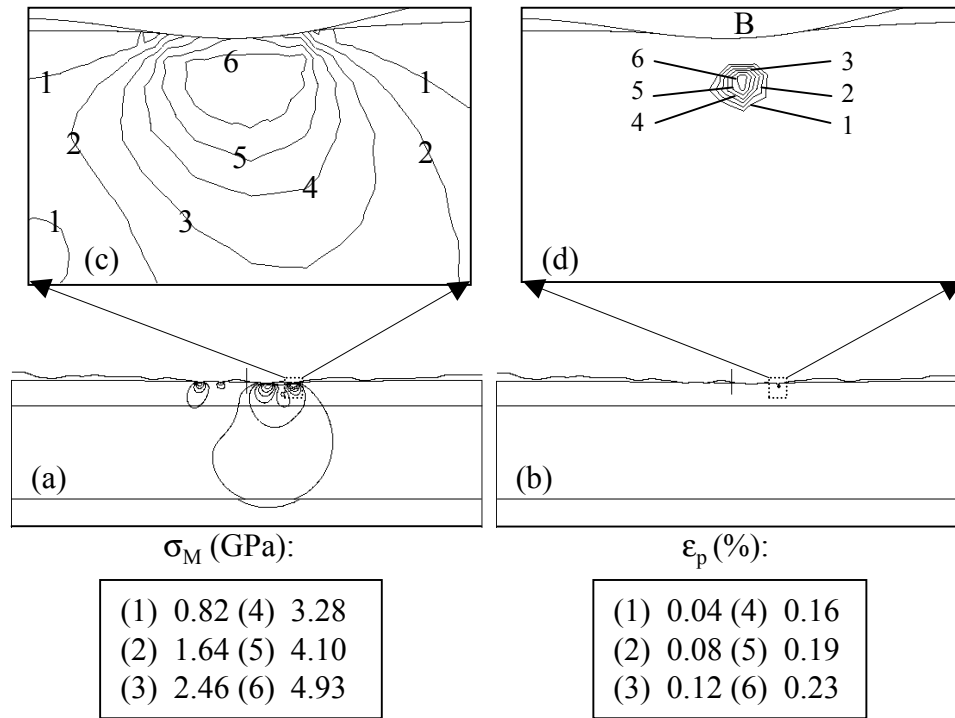 B
6
3
1
1
6
5
2
2
2
4
1
5
4
1
3
(c)
(d)
(a)
(b)
σM (GPa):
εp (%):
(1) 0.82 (4) 3.28
(2) 1.64 (5) 4.10
(3) 2.46 (6) 4.93
(1) 0.04 (4) 0.16
(2) 0.08 (5) 0.19
(3) 0.12 (6) 0.23